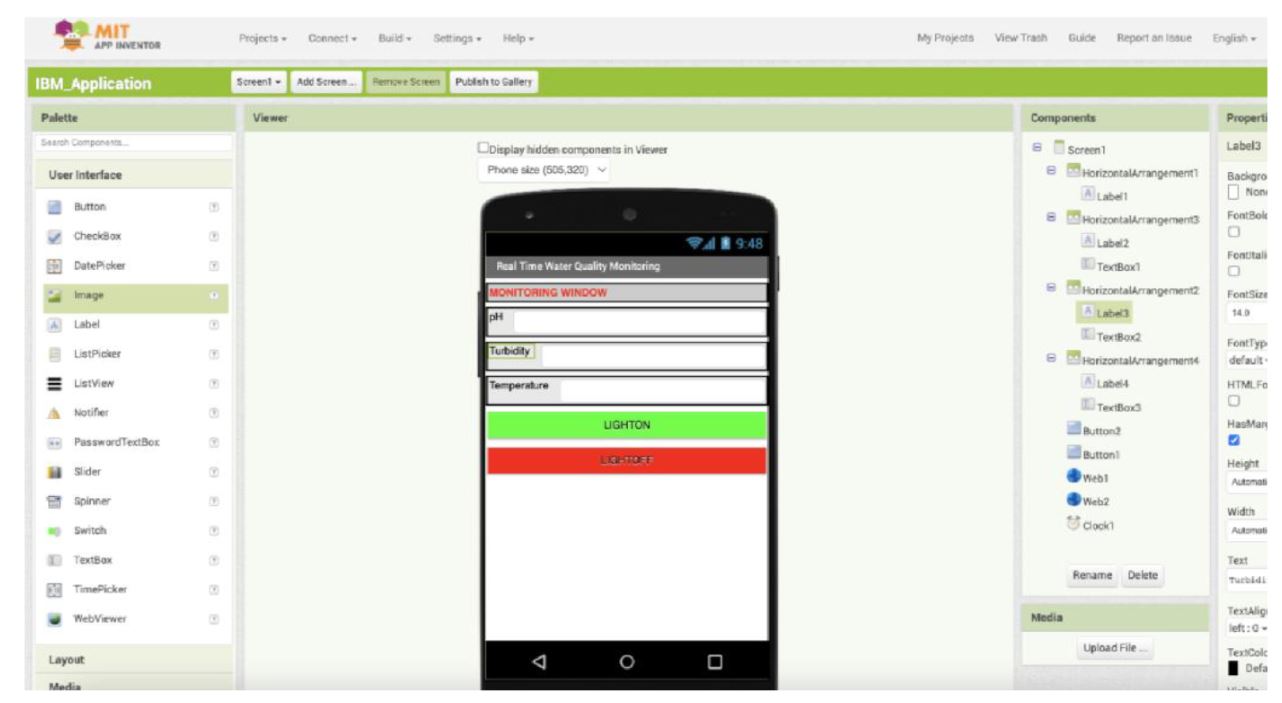 MIT
APP INVENTOR
Projects Connect Build Settings Help
My Projects View Trash Guide Report an Issue English
IBM_Application
Screen1 Add Screen ... Remove Screen Publish to Gallery
Palette
Search Components...
User Interface
Button
CheckBox
DatePicker
Image
Label
ListPicker
ListView
Notifier
PasswordTextBox
Slider
Spinner
Switch
TextBox
TimePicker
WebViewer
Layout
Media
Viewer
Display hidden components in Viewer
Phone size (505,320)
9:48
Real Time Water Quality Monitoring
MONITORING WINDOW
pH
Turbidity
Temperature
LIGHTON
LIGHTOFF
Components
Screen1
HorizontalArrangement1
Label1
HorizontalArrangement3
Label2
TextBox1
HorizontalArrangement2
Label3
TextBox2
HorizontalArrangement4
Label4
TextBox3
Button2
Button1
Web1
Web2
Clock1
Rename Delete
Media
Upload File ...
Properti
Label3
Backgro
Non
FontBol
FontItali
FontSize
14.0
FontTyp
default
HTMLFo
HasMar
Height
Automati
Width
Automati
Text
Turbidi
TextAlig
left : 0
TextColo
Defa